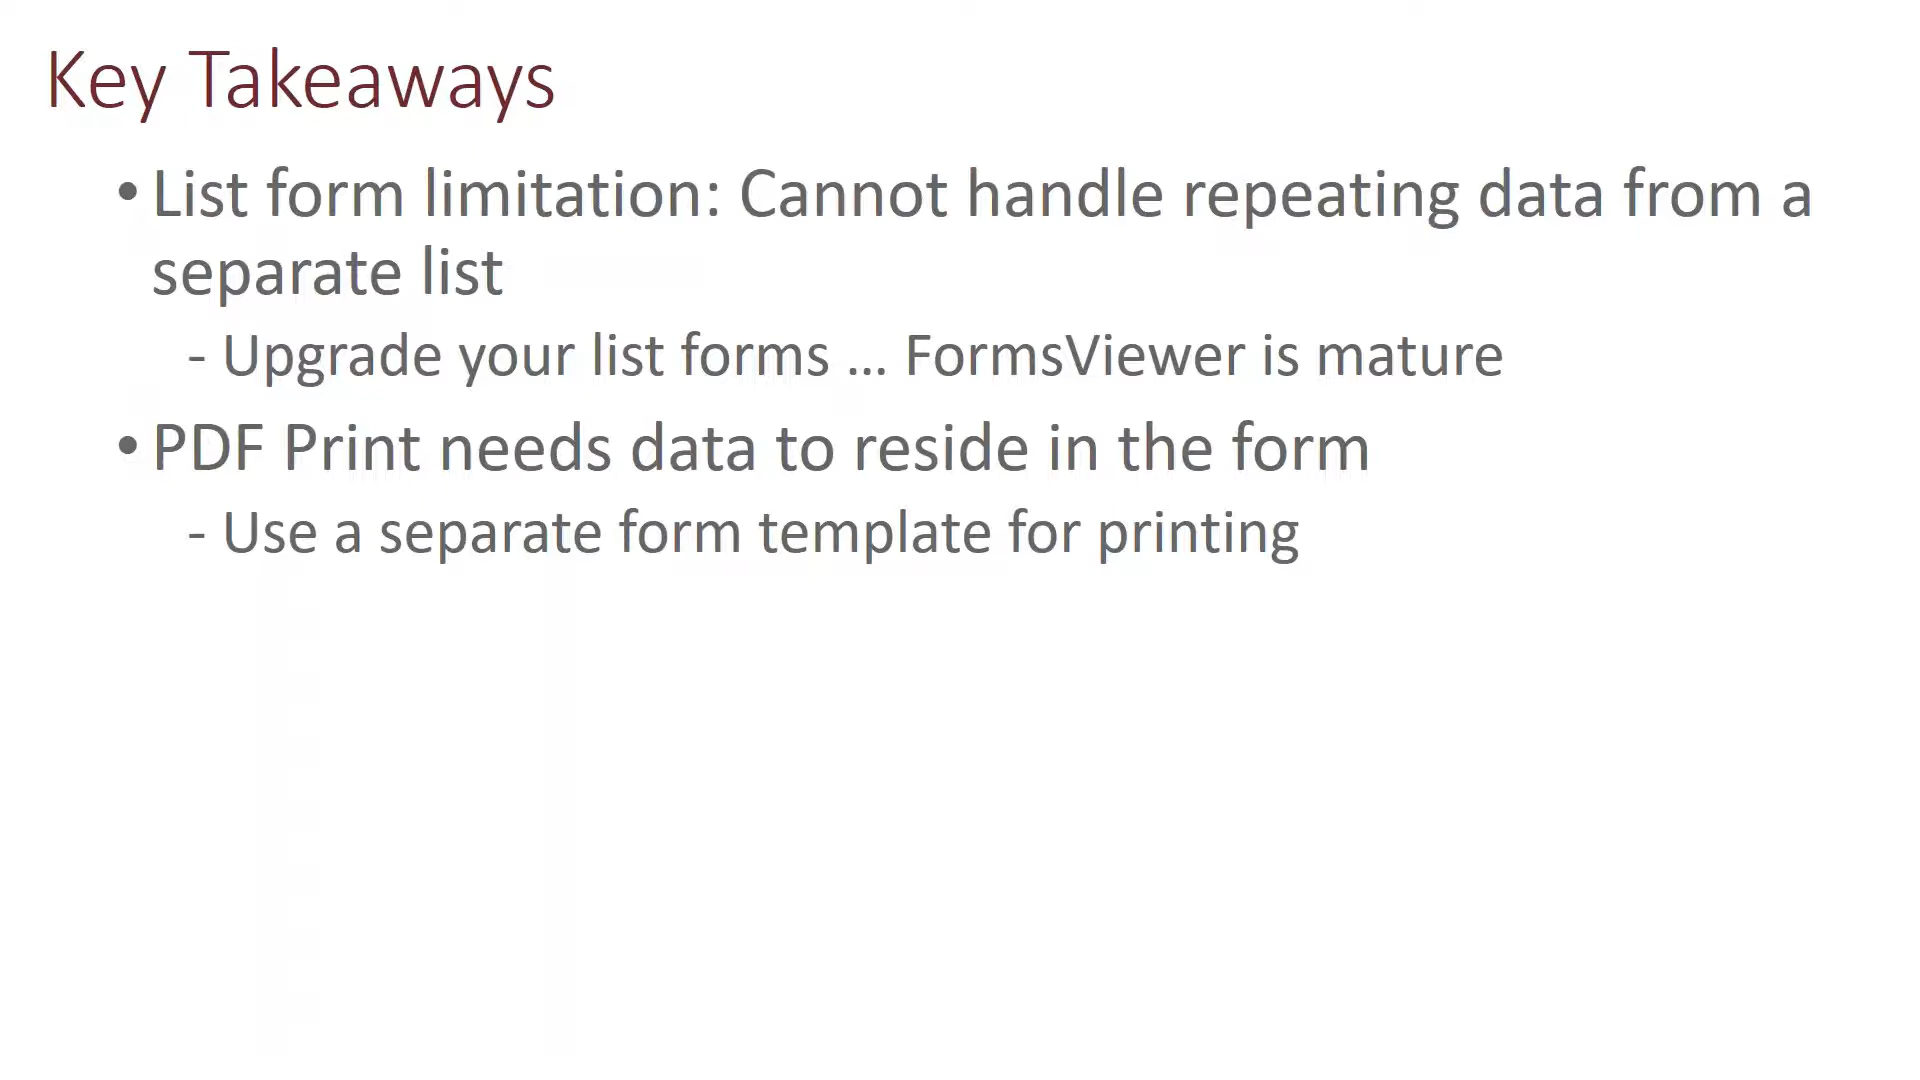 Key Takeaways
• List form limitation: Cannot handle repeating data from a
separate list
- Upgrade your list forms ... FormsViewer is mature
• PDF Print needs data to reside in the form
- Use a separate form template for printing